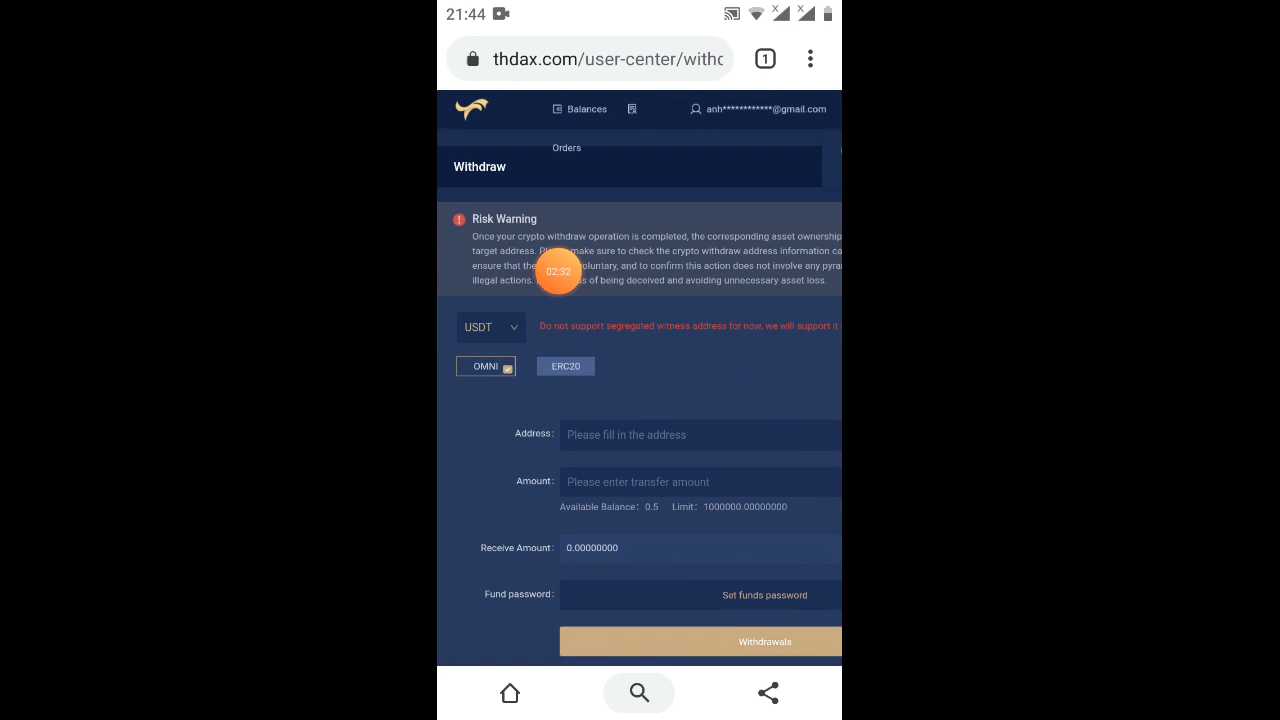 21:44
thdax.com/user-center/withd
1
Balances
anh************@gmail.com
Orders
Withdraw
Risk Warning
Once your crypto withdraw operation is completed, the corresponding asset ownership
target address. make sure to check the crypto withdraw address information ca
ensure that the oluntary, and to confirm this action does not involve any pyra
illegal actions. s of being deceived and avoiding unnecessary asset loss.
02:32
USDT
Do not support segregated witness address for now, we will support it
OMNI
ERC20
Address:
Please fill in the address
Amount:
Please enter transfer amount
Available Balance: 0.5 Limit: 1000000.00000000
Receive Amount:
0.00000000
Fund password:
Set funds password
Withdrawals